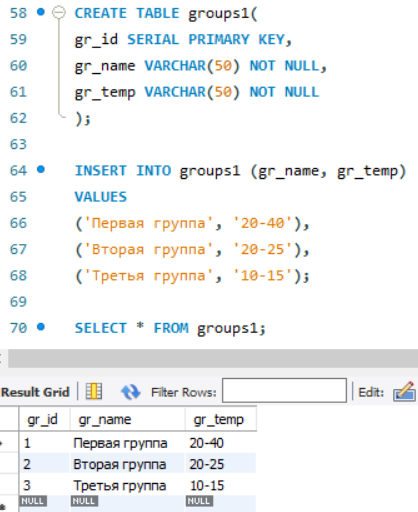 58 CREATE TABLE groups1(
59 gr_id SERIAL PRIMARY KEY,
60 gr_name VARCHAR(50) NOT NULL,
61 gr_temp VARCHAR(50) NOT NULL
62 );
63
64 INSERT INTO groups1 (gr_name, gr_temp)
65 VALUES
66 ('Первая группа', '20-40'),
67 ('Вторая группа', '20-25'),
68 ('Третья группа', '10-15');
69
70 SELECT * FROM groups1;
Result Grid Filter Rows: Edit:
gr_id gr_name gr_temp
1 Первая группа 20-40
2 Вторая группа 20-25
3 Третья группа 10-15
NULL NULL NULL